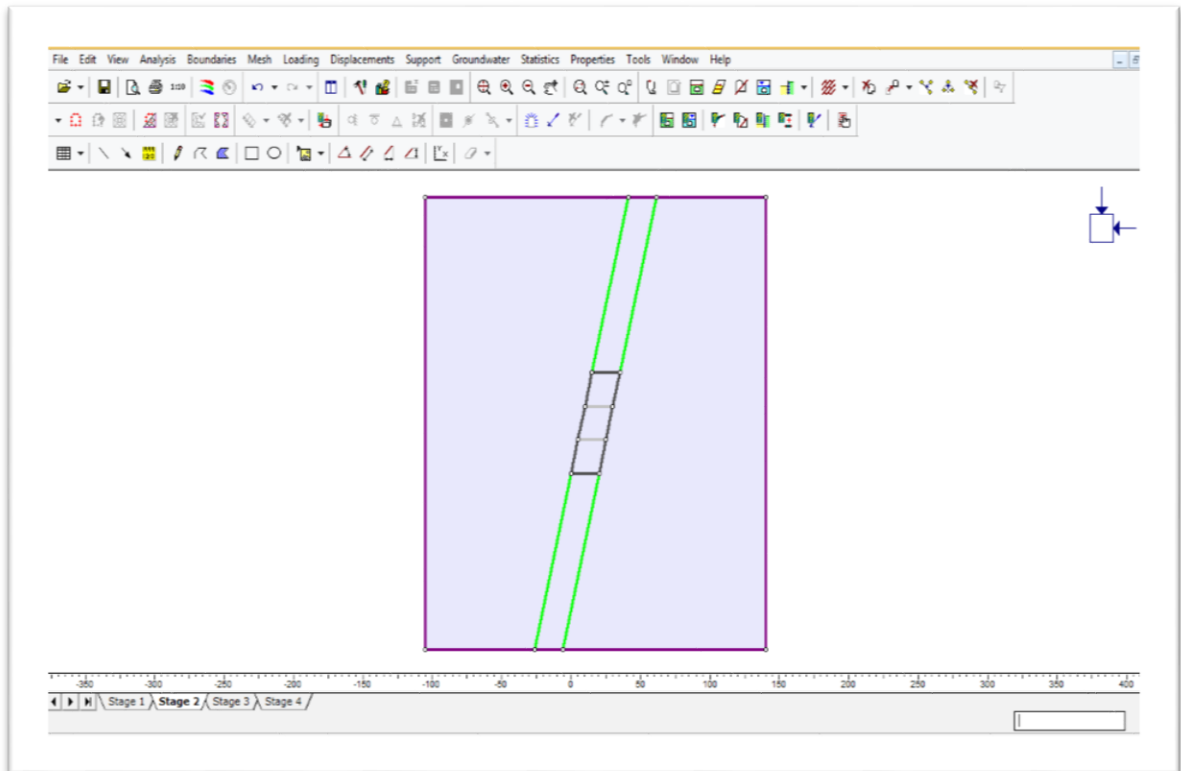 File Edit View Analysis Boundaries Mesh Loading Displacements Support Groundwater Statistics Properties Tools Window Help
-350 -300 -250 -200 -150 -100 -50 0 50 100 150 200 250 300 350 400
Stage 1 Stage 2 Stage 3 Stage 4